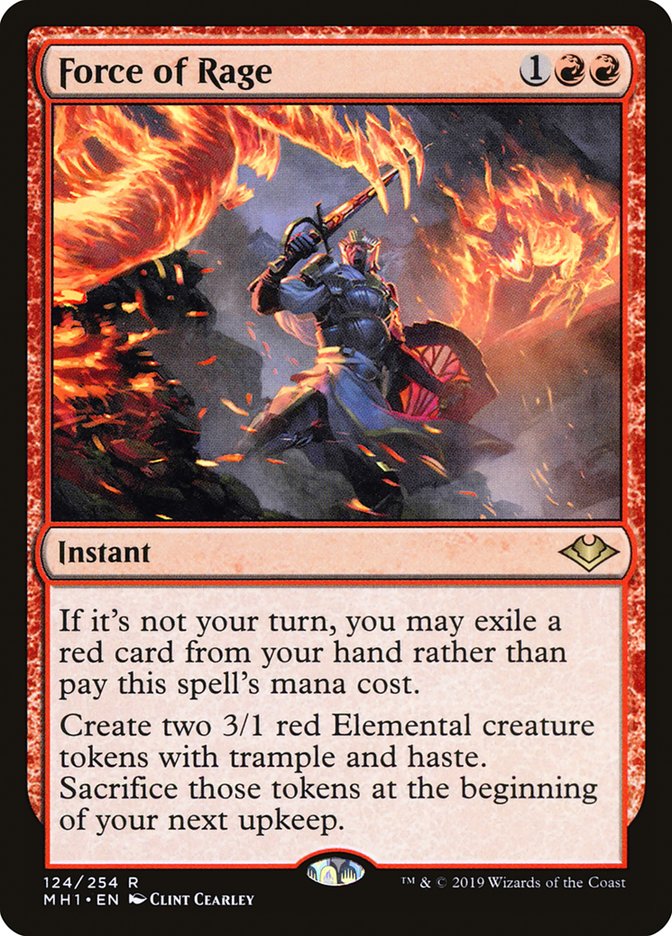 Force of Rage 1
Instant
If it's not your turn, you may exile a
red card from your hand rather than
pay this spell's mana cost.
Create two 3/1 red Elemental creature
tokens with trample and haste.
Sacrifice those tokens at the beginning
of your next upkeep.
124/254 R
™ & © 2019 Wizards of the Coast
MH1 • EN Clint Cearley